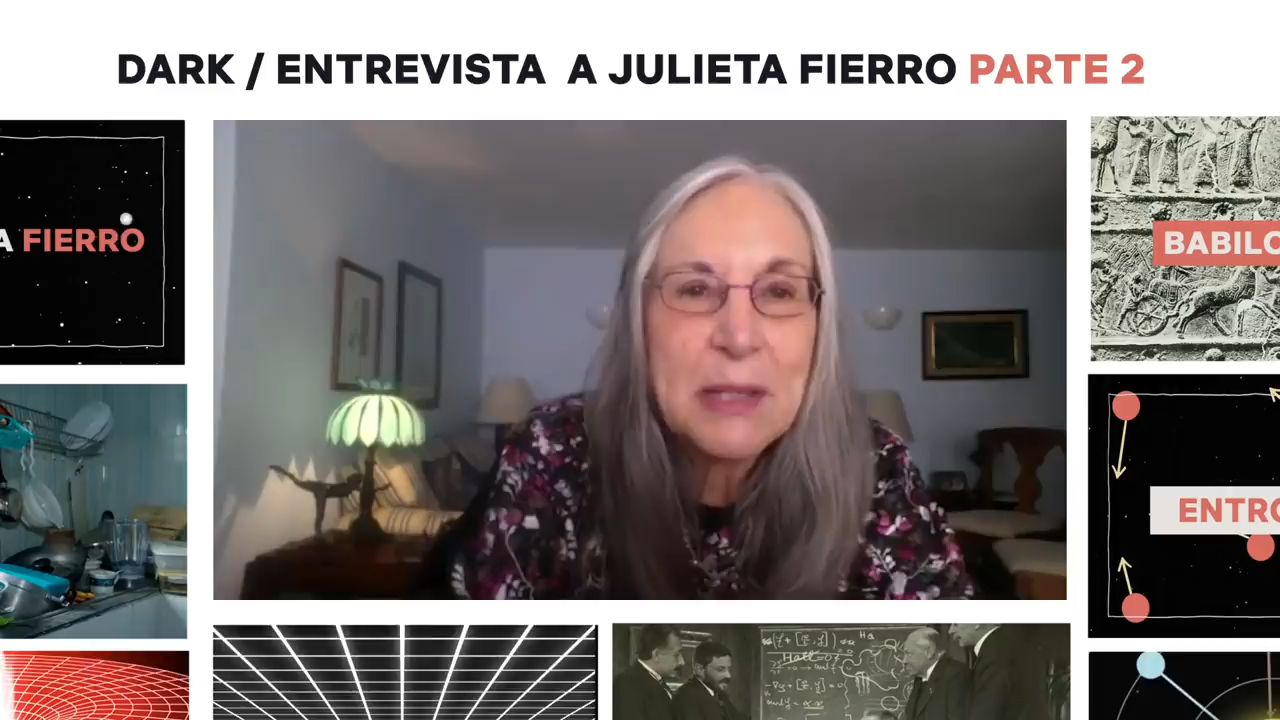 DARK / ENTREVISTA A JULIETA FIERRO PARTE 2
A FIERRO
BABILO
ENTRO